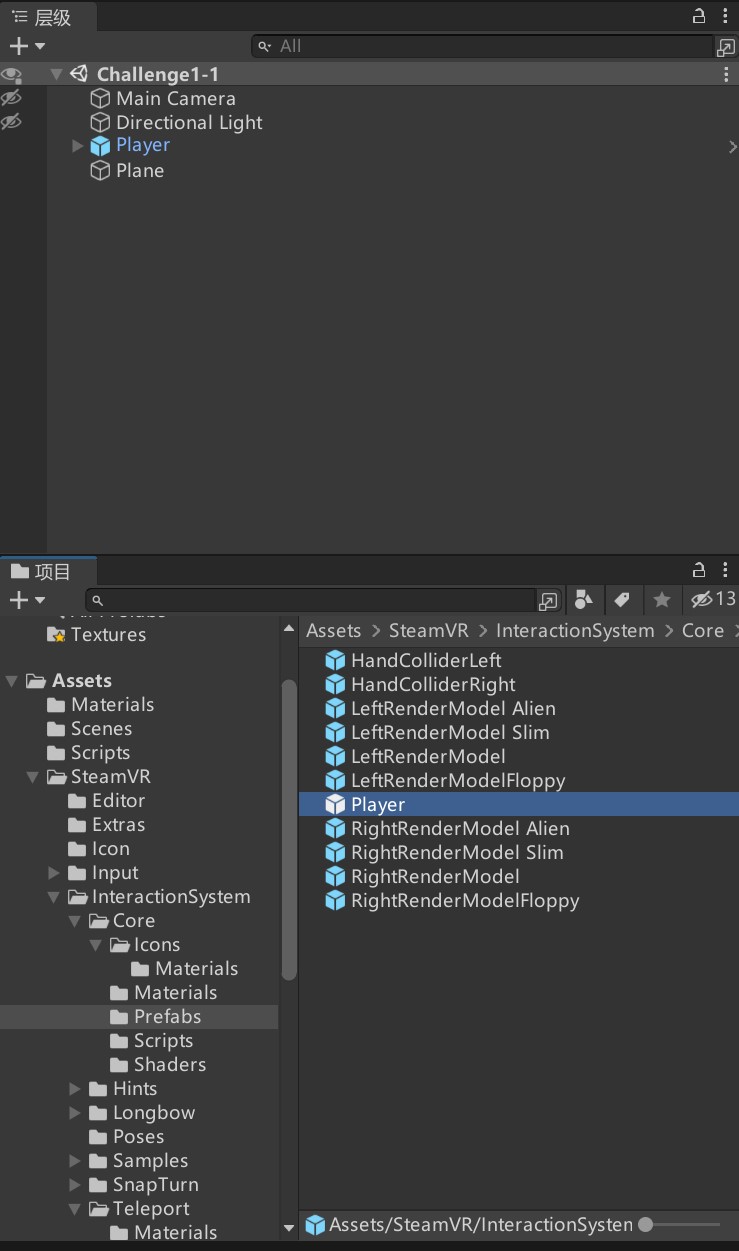 层级
All
Challenge1-1
Main Camera
Directional Light
Player
Plane
项目
13
Textures
Assets
Materials
Scenes
Scripts
SteamVR
Editor
Extras
Icon
Input
InteractionSystem
Core
Icons
Materials
Materials
Prefabs
Scripts
Shaders
Hints
Longbow
Poses
Samples
SnapTurn
Teleport
Materials
Assets > SteamVR > InteractionSystem > Core >
HandColliderLeft
HandColliderRight
LeftRenderModel Alien
LeftRenderModel Slim
LeftRenderModel
LeftRenderModelFloppy
Player
RightRenderModel Alien
RightRenderModel Slim
RightRenderModel
RightRenderModelFloppy
Assets/SteamVR/InteractionSysten